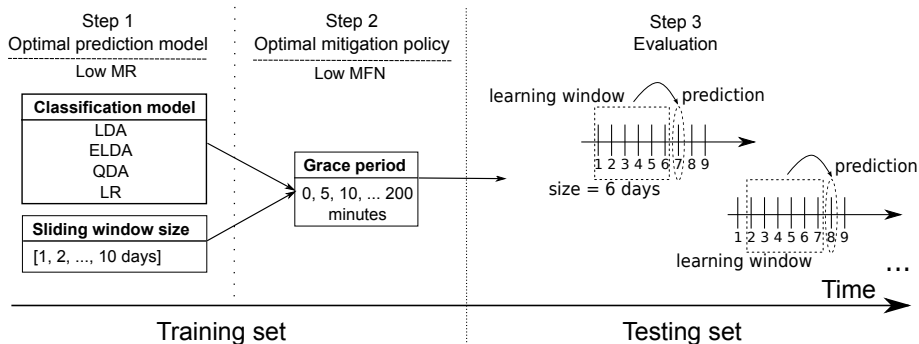 Step 1
Optimal prediction model
Low MR
Classification model
LDA
ELDA
QDA
LR
Sliding window size
[1, 2, ..., 10 days]
Step 2
Optimal mitigation policy
Low MFN
Grace period
0, 5, 10, ... 200
minutes
Step 3
Evaluation
learning window
prediction
1 2 3 4 5 6 7 8 9
size = 6 days
prediction
1 2 3 4 5 6 7 8 9
learning window
...
Time
Training set
Testing set